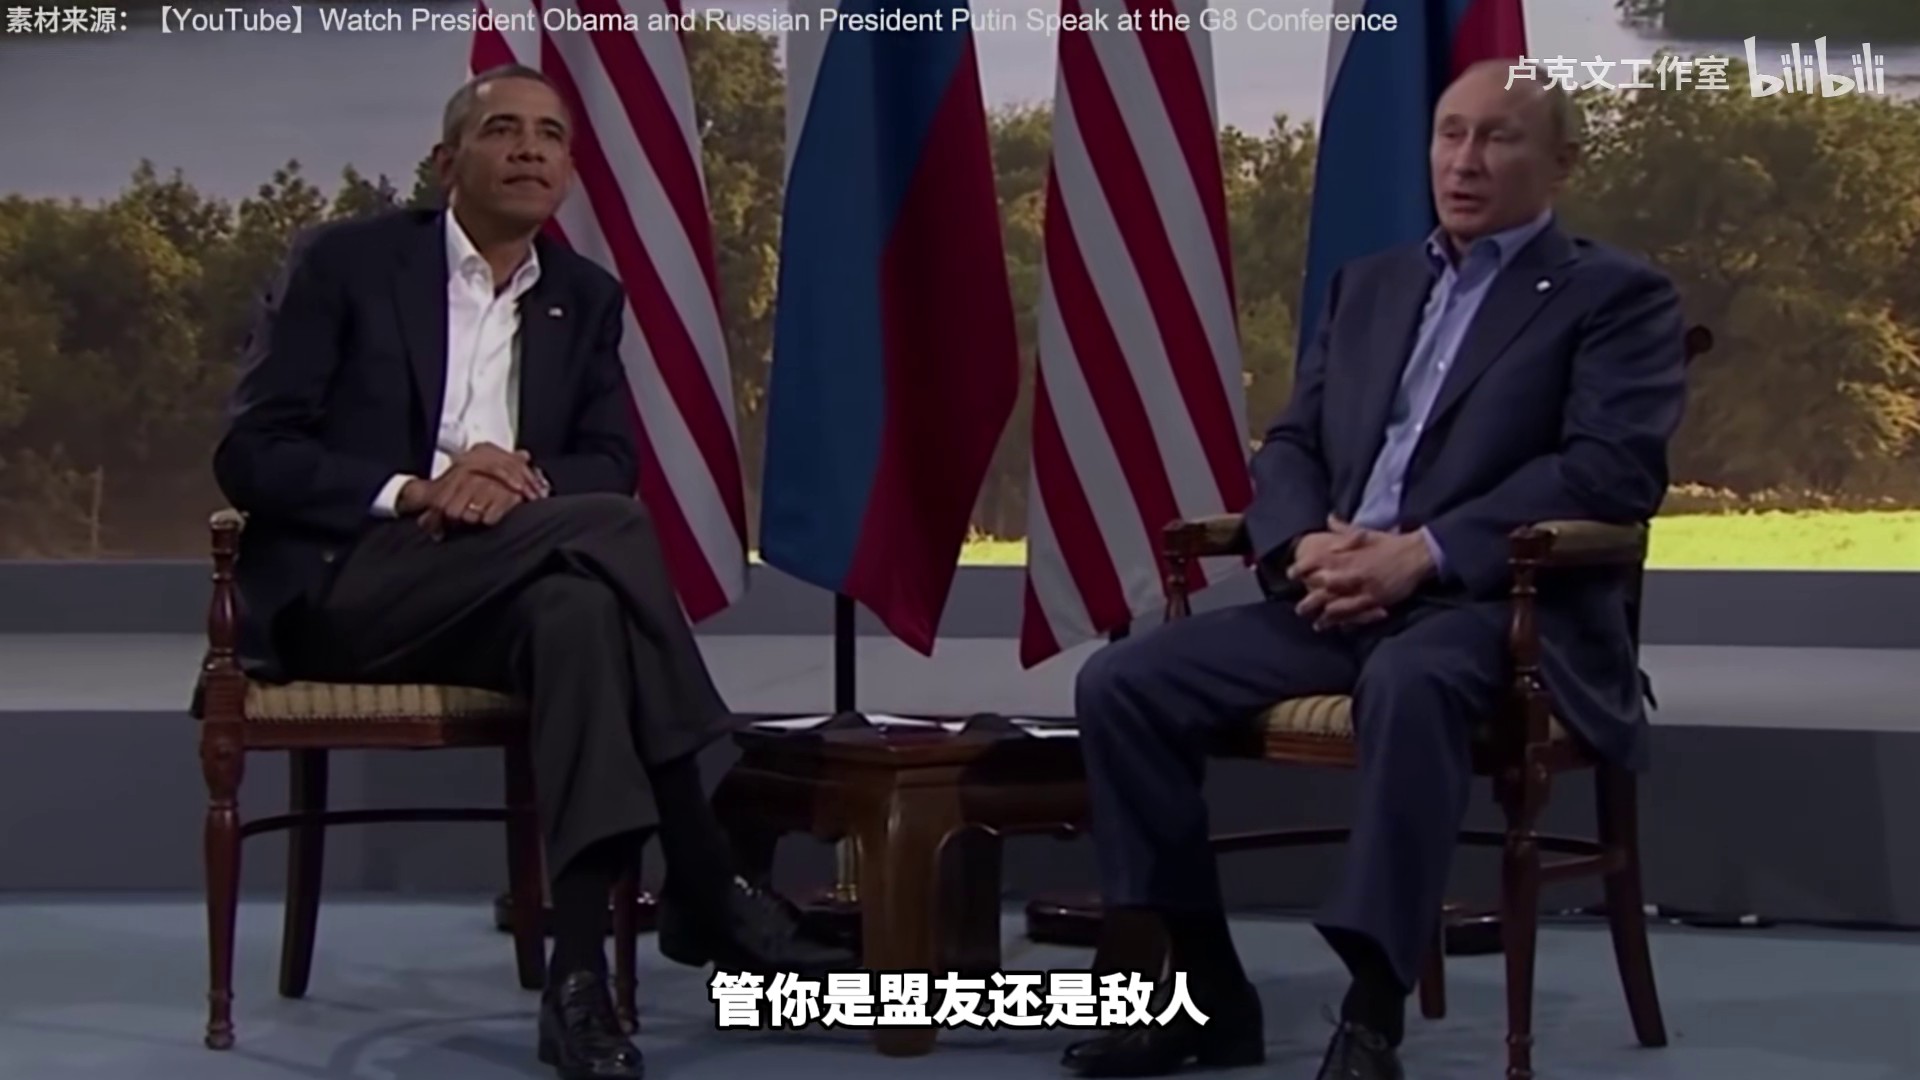 素材来源：【YouTube】Watch President Obama and Russian President Putin Speak at the G8 Conference
卢克文工作室 bilibili
管你是盟友还是敌人